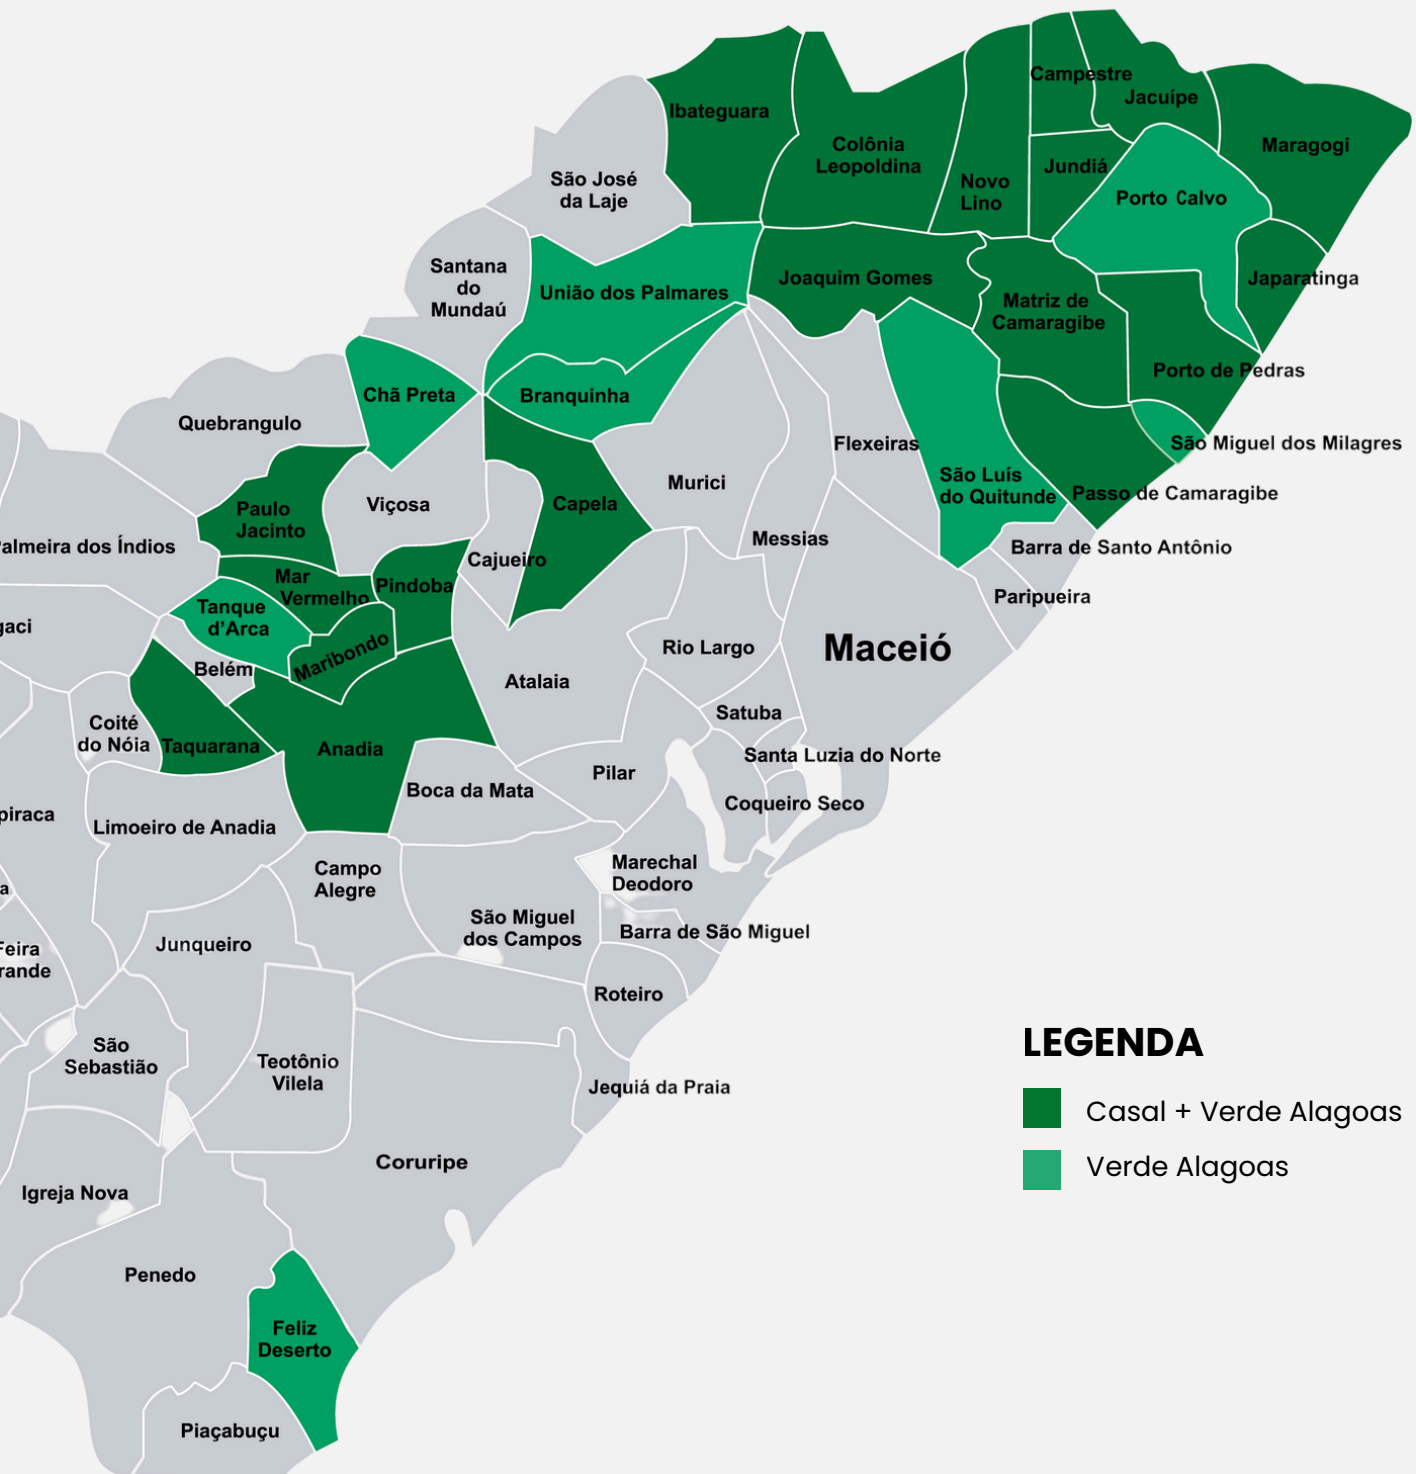 Campestre
Jacuípe
Ibateguara
Maragogi
Colônia
Leopoldina
Jundiá
Novo
Lino
Porto Calvo
São José
da Laje
Santana
do
Mundaú
União dos Palmares
Joaquim Gomes
Japaratinga
Matriz de
Camaragibe
Porto de Pedras
Chã Preta
Branquinha
Quebrangulo
Flexeiras
São Miguel dos Milagres
Murici
São Luís
do Quitunde
Passo de Camaragibe
Viçosa
Capela
Paulo
Jacinto
Messias
Barra de Santo Antônio
Palmeira dos Índios
Cajueiro
Mar
Vermelho
Pindoba
Paripueira
Tanque
d'Arca
gaci
Maribondo
Rio Largo
Maceió
Belém
Atalaia
Satuba
Coité
do Nóia
Taquarana
Anadia
Santa Luzia do Norte
Pilar
Boca da Mata
Coqueiro Seco
piraca
Limoeiro de Anadia
Campo
Alegre
Marechal
Deodoro
a
São Miguel
dos Campos
Barra de São Miguel
Junqueiro
Feira
rande
Roteiro
São
Sebastião
Teotônio
Vilela
Jequiá da Praia
Coruripe
Igreja Nova
Penedo
Feliz
Deserto
Piaçabuçu
LEGENDA
Casal + Verde Alagoas
Verde Alagoas